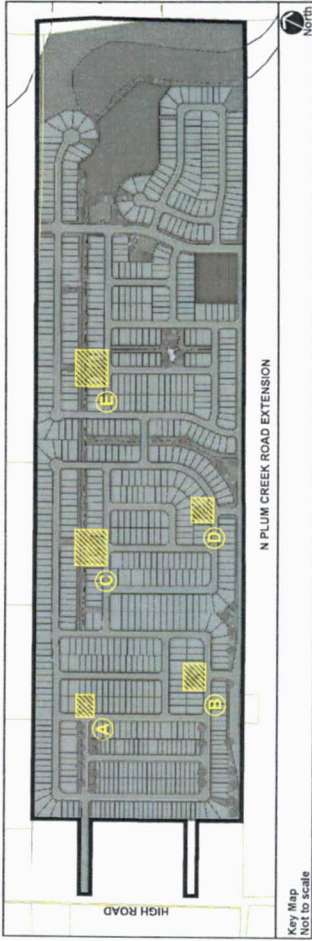 North
N PLUM CREEK ROAD EXTENSION
E
C
D
A
B
HIGH ROAD
Key Map
Not to scale